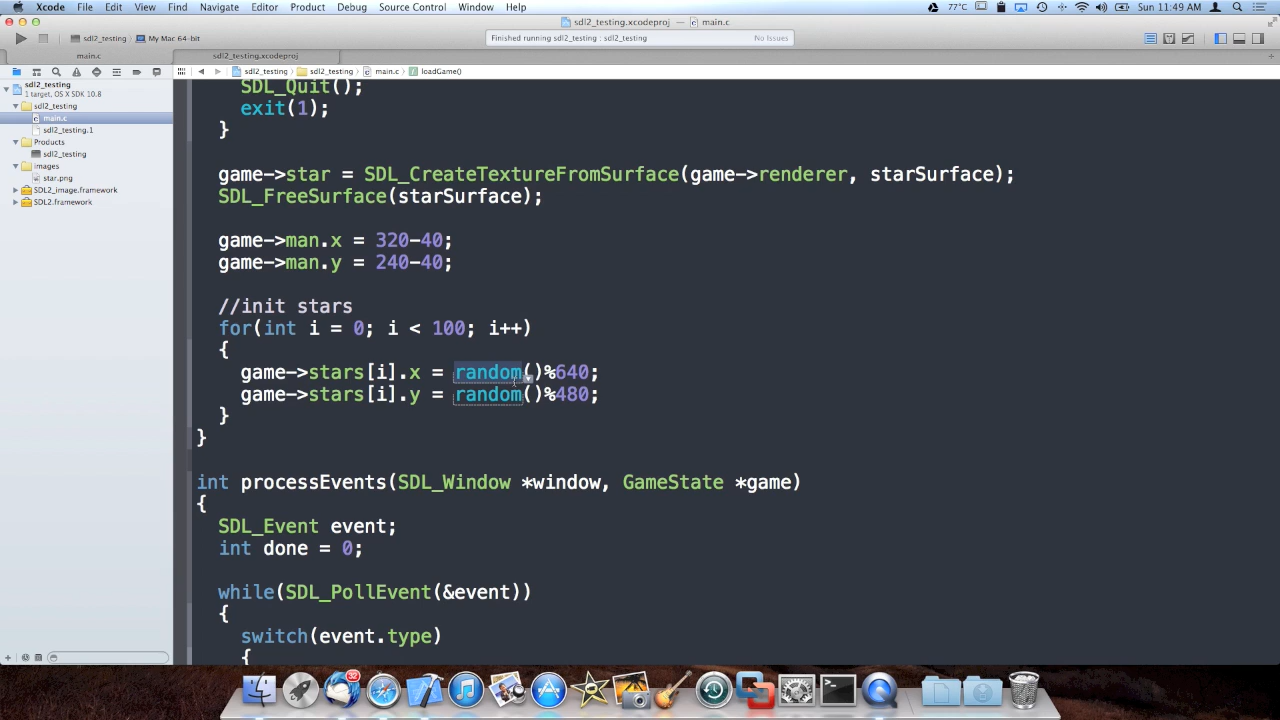 Xcode File Edit View Find Navigate Editor Product Debug Source Control Window Help 77°C Sun 11:49 AM
sdl2_testing.xcodeproj — main.c
sdl2_testing My Mac 64-bit Finished running sdl2_testing : sdl2_testing No Issues
main.c sdl2_testing.xcodeproj
sdl2_testing sdl2_testing main.c loadGame()
sdl2_testing
1 target, OS X SDK 10.8
sdl2_testing
main.c
sdl2_testing.1
Products
sdl2_testing
images
star.png
SDL2_image.framework
SDL2.framework
SDL_Quit();
exit(1);
}
game->star = SDL_CreateTextureFromSurface(game->renderer, starSurface);
SDL_FreeSurface(starSurface);
game->man.x = 320-40;
game->man.y = 240-40;
//init stars
for(int i = 0; i < 100; i++)
{
game->stars[i].x = random()%640;
game->stars[i].y = random()%480;
}
}
int processEvents(SDL_Window *window, GameState *game)
{
SDL_Event event;
int done = 0;
while(SDL_PollEvent(&event))
{
switch(event.type)
{
32